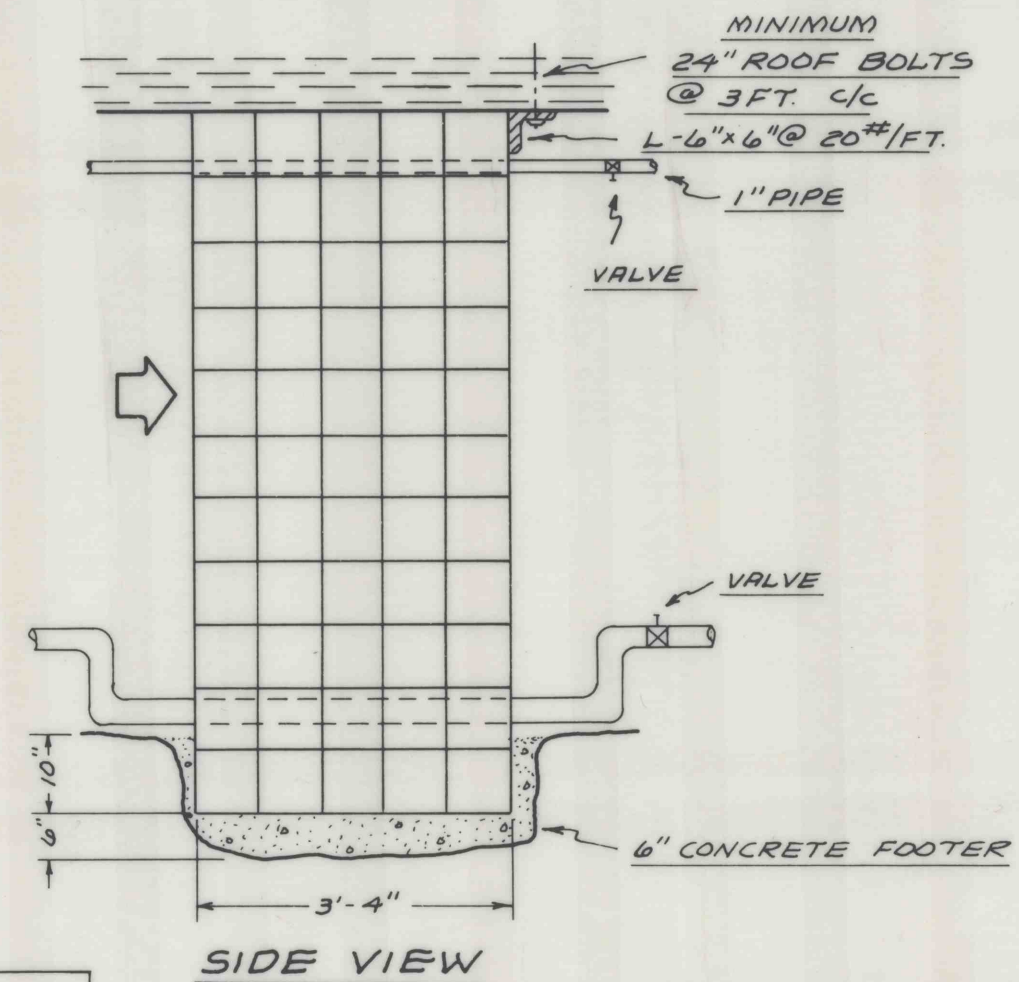 MINIMUM
24" ROOF BOLTS
@ 3FT. c/c
L-6"x6"@ 20#/FT.
1" PIPE
VALVE
VALVE
10"
6"
6" CONCRETE FOOTER
3'-4"
SIDE VIEW